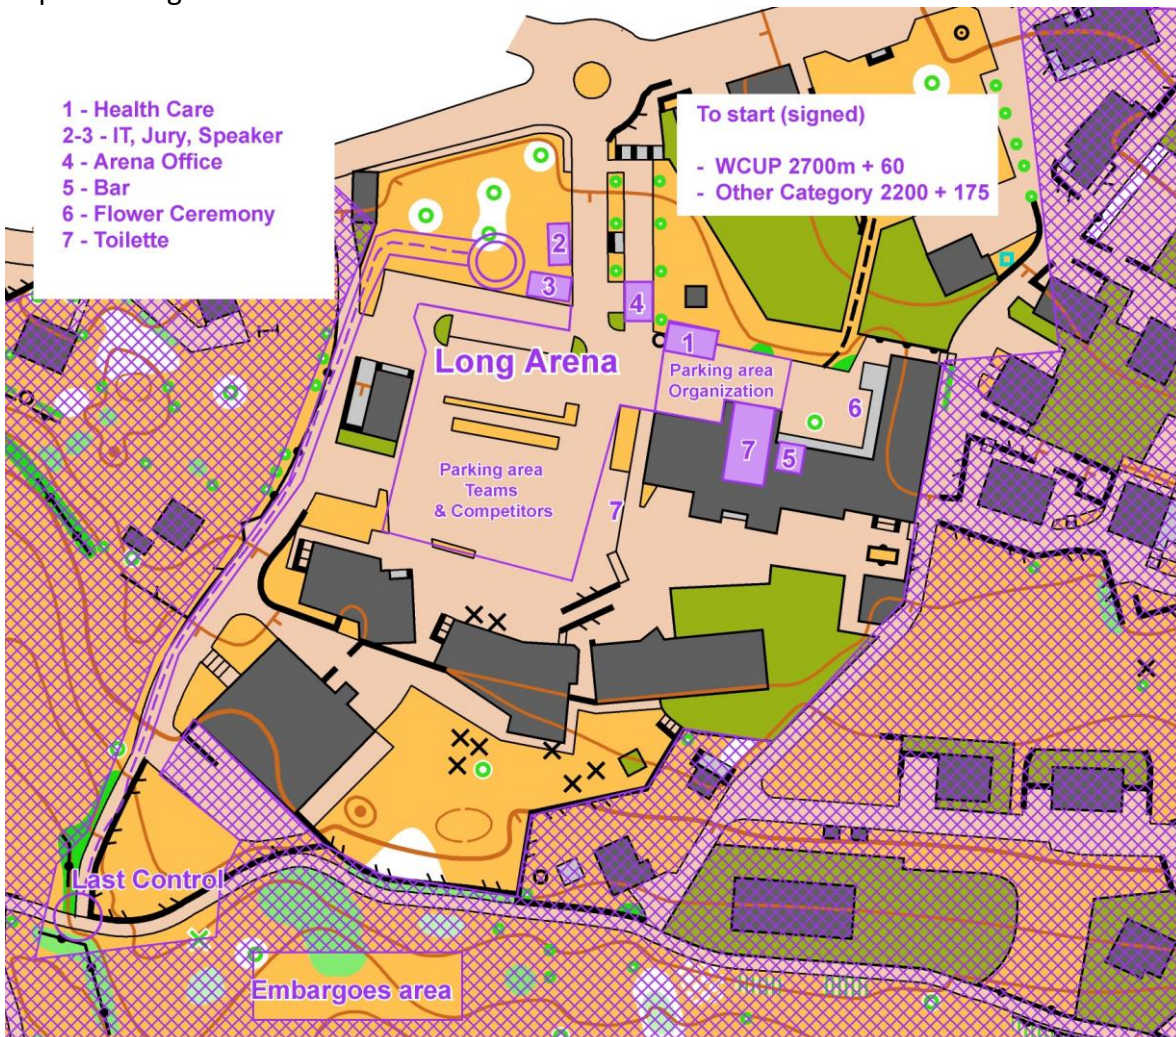 1 - Health Care
2-3 - IT, Jury, Speaker
4 - Arena Office
5 - Bar
6 - Flower Ceremony
7 - Toilette
To start (signed)
- WCUP 2700m + 60
- Other Category 2200 + 175
2
3
4
1
Long Arena
Parking area
Organization
6
7
5
Parking area
Teams
& Competitors
7
Last Control
Embargoes area